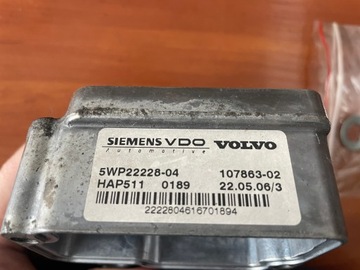 SIEMENS VDO VOLVO
Automotive
5WP22228-04 107863-02
HAP511 0189 22.05.06/3
2222804616701894